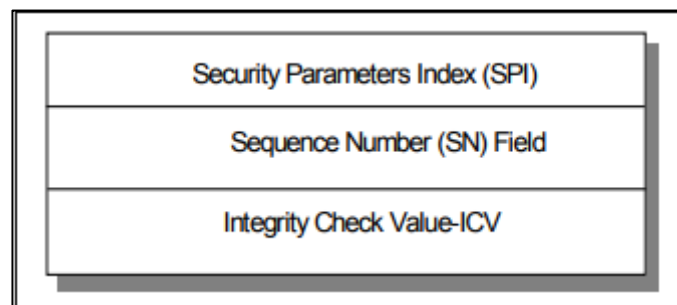 Security Parameters Index (SPI)
Sequence Number (SN) Field
Integrity Check Value-ICV